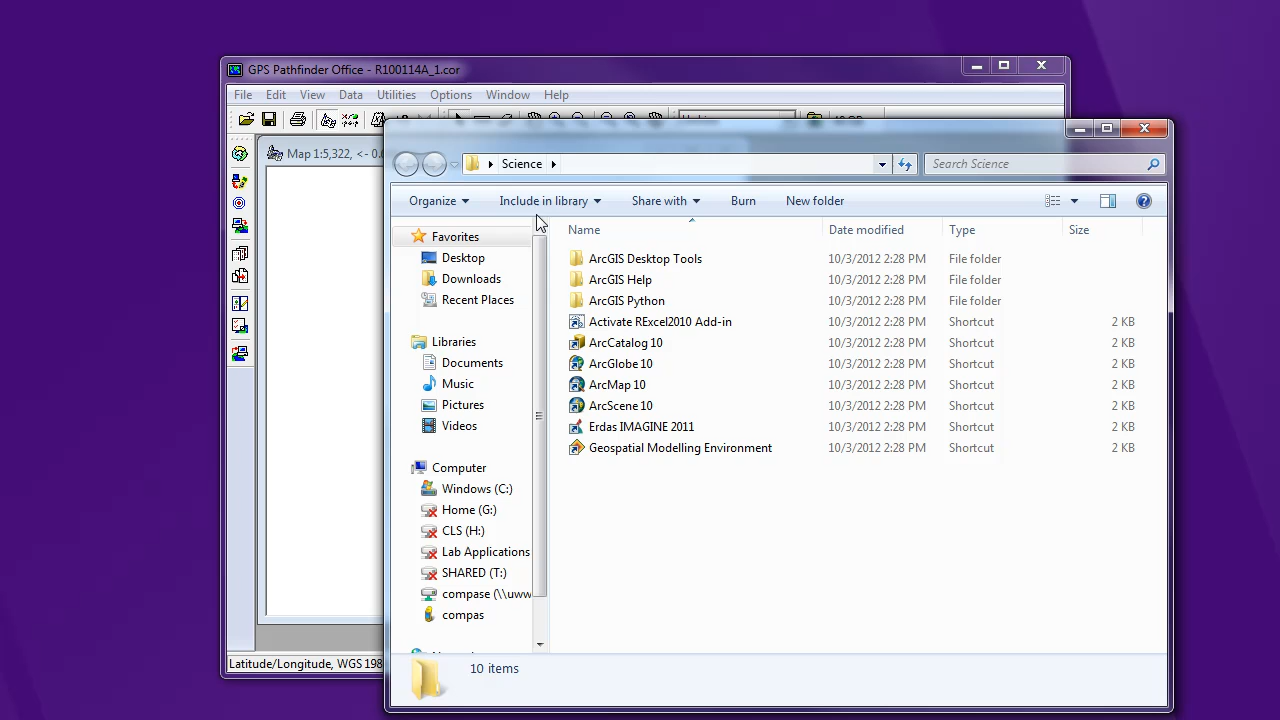 GPS Pathfinder Office - R100114A_1.cor
File Edit View Data Utilities Options Window Help
Map 1:5,322, <- 0.0
Latitude/Longitude, WGS 198
Science
Search Science
Organize Include in library Share with Burn New folder
Favorites
Desktop
Downloads
Recent Places
Libraries
Documents
Music
Pictures
Videos
Computer
Windows (C:)
Home (G:)
CLS (H:)
Lab Applications
SHARED (T:)
compase (\\uww
compas
Name Date modified Type Size
ArcGIS Desktop Tools 10/3/2012 2:28 PM File folder
ArcGIS Help 10/3/2012 2:28 PM File folder
ArcGIS Python 10/3/2012 2:28 PM File folder
Activate RExcel2010 Add-in 10/3/2012 2:28 PM Shortcut 2 KB
ArcCatalog 10 10/3/2012 2:28 PM Shortcut 2 KB
ArcGlobe 10 10/3/2012 2:28 PM Shortcut 2 KB
ArcMap 10 10/3/2012 2:28 PM Shortcut 2 KB
ArcScene 10 10/3/2012 2:28 PM Shortcut 2 KB
Erdas IMAGINE 2011 10/3/2012 2:28 PM Shortcut 2 KB
Geospatial Modelling Environment 10/3/2012 2:28 PM Shortcut 2 KB
10 items